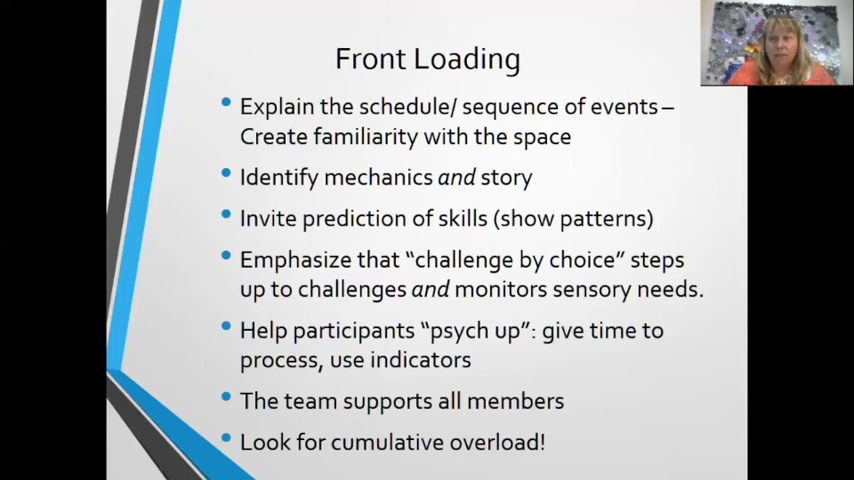 Front Loading
• Explain the schedule/ sequence of events –
Create familiarity with the space
• Identify mechanics and story
• Invite prediction of skills (show patterns)
• Emphasize that “challenge by choice” steps
up to challenges and monitors sensory needs.
• Help participants “psych up”: give time to
process, use indicators
• The team supports all members
• Look for cumulative overload!